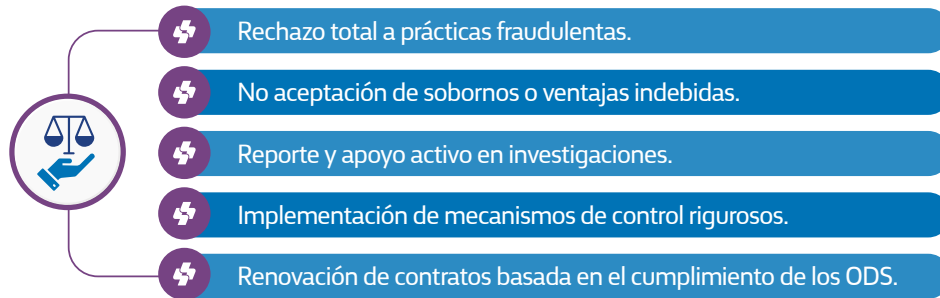 Rechazo total a prácticas fraudulentas.
No aceptación de sobornos o ventajas indebidas.
Reporte y apoyo activo en investigaciones.
Implementación de mecanismos de control rigurosos.
Renovación de contratos basada en el cumplimiento de los ODS.